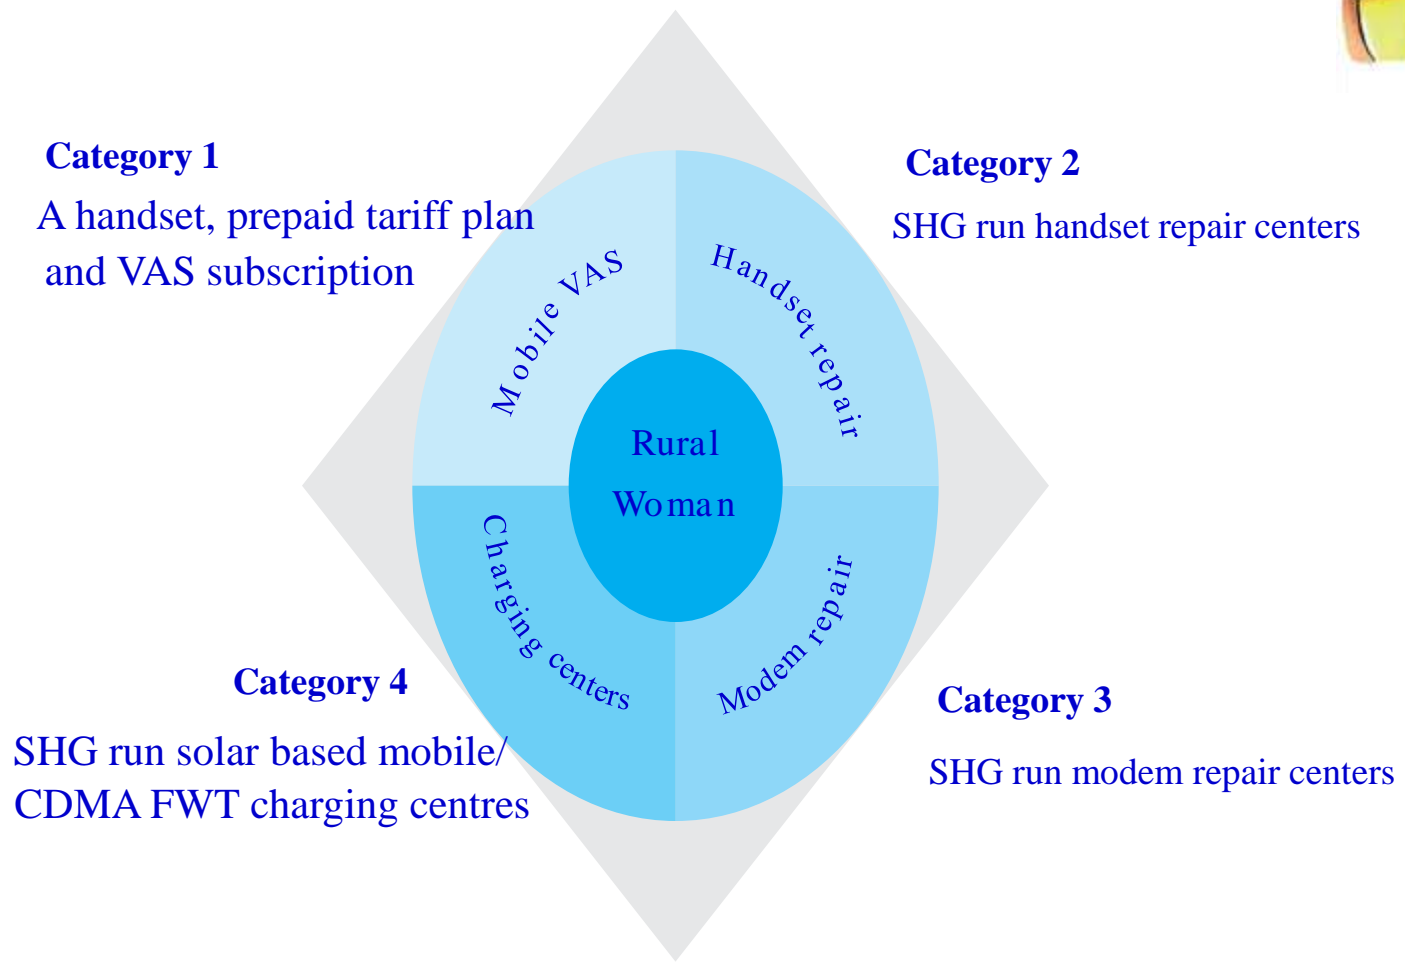 Category 1
A handset, prepaid tariff plan
and VAS subscription
Category 2
SHG run handset repair centers
Mobile VAS
Handset repair
Rural
Woman
Charging centers
Modem repair
Category 4
SHG run solar based mobile/
CDMA FWT charging centres
Category 3
SHG run modem repair centers